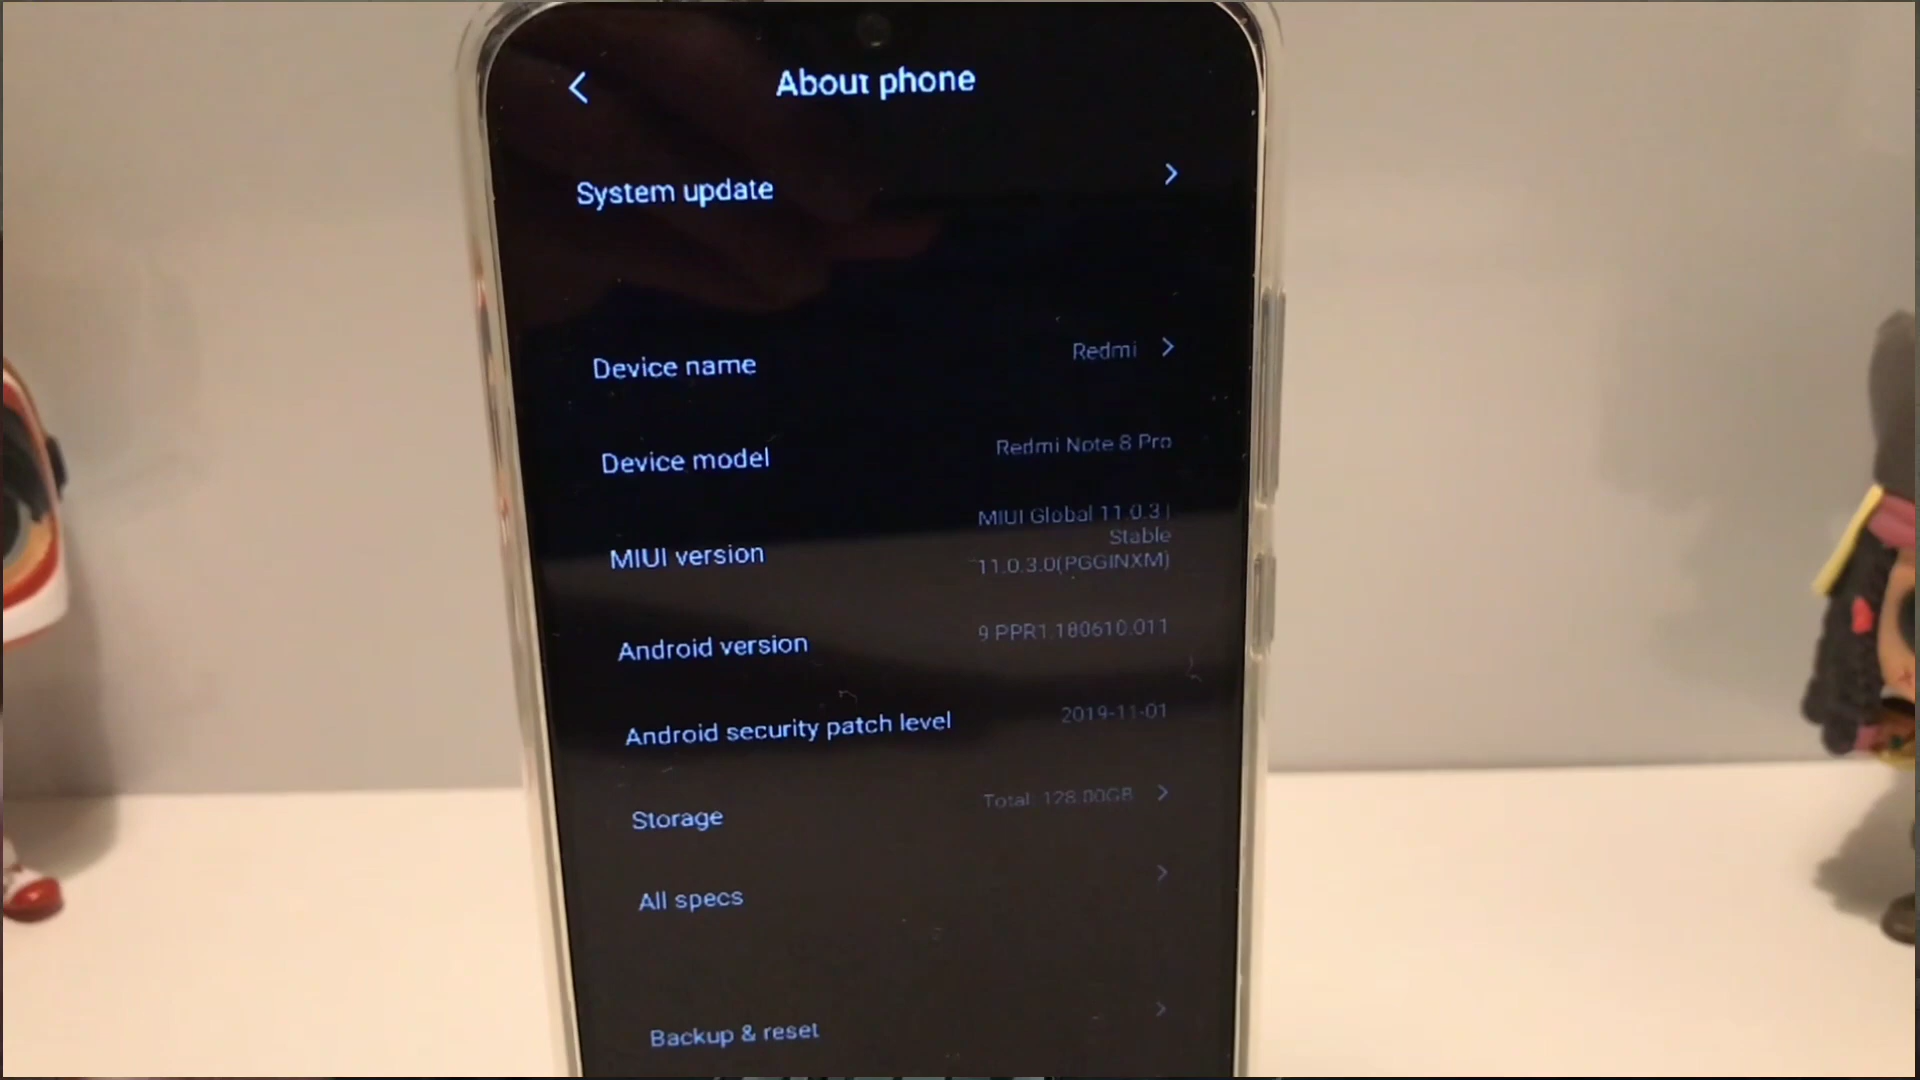 About phone
System update
Device name
Redmi
Device model
Redmi Note 8 Pro
MIUI version
MIUI Global 11.0.3 |
Stable
11.0.3.0(PGGINXM)
Android version
9 PPR1.180610.011
Android security patch level
2019-11-01
Storage
Total: 128.00GB
All specs
Backup & reset